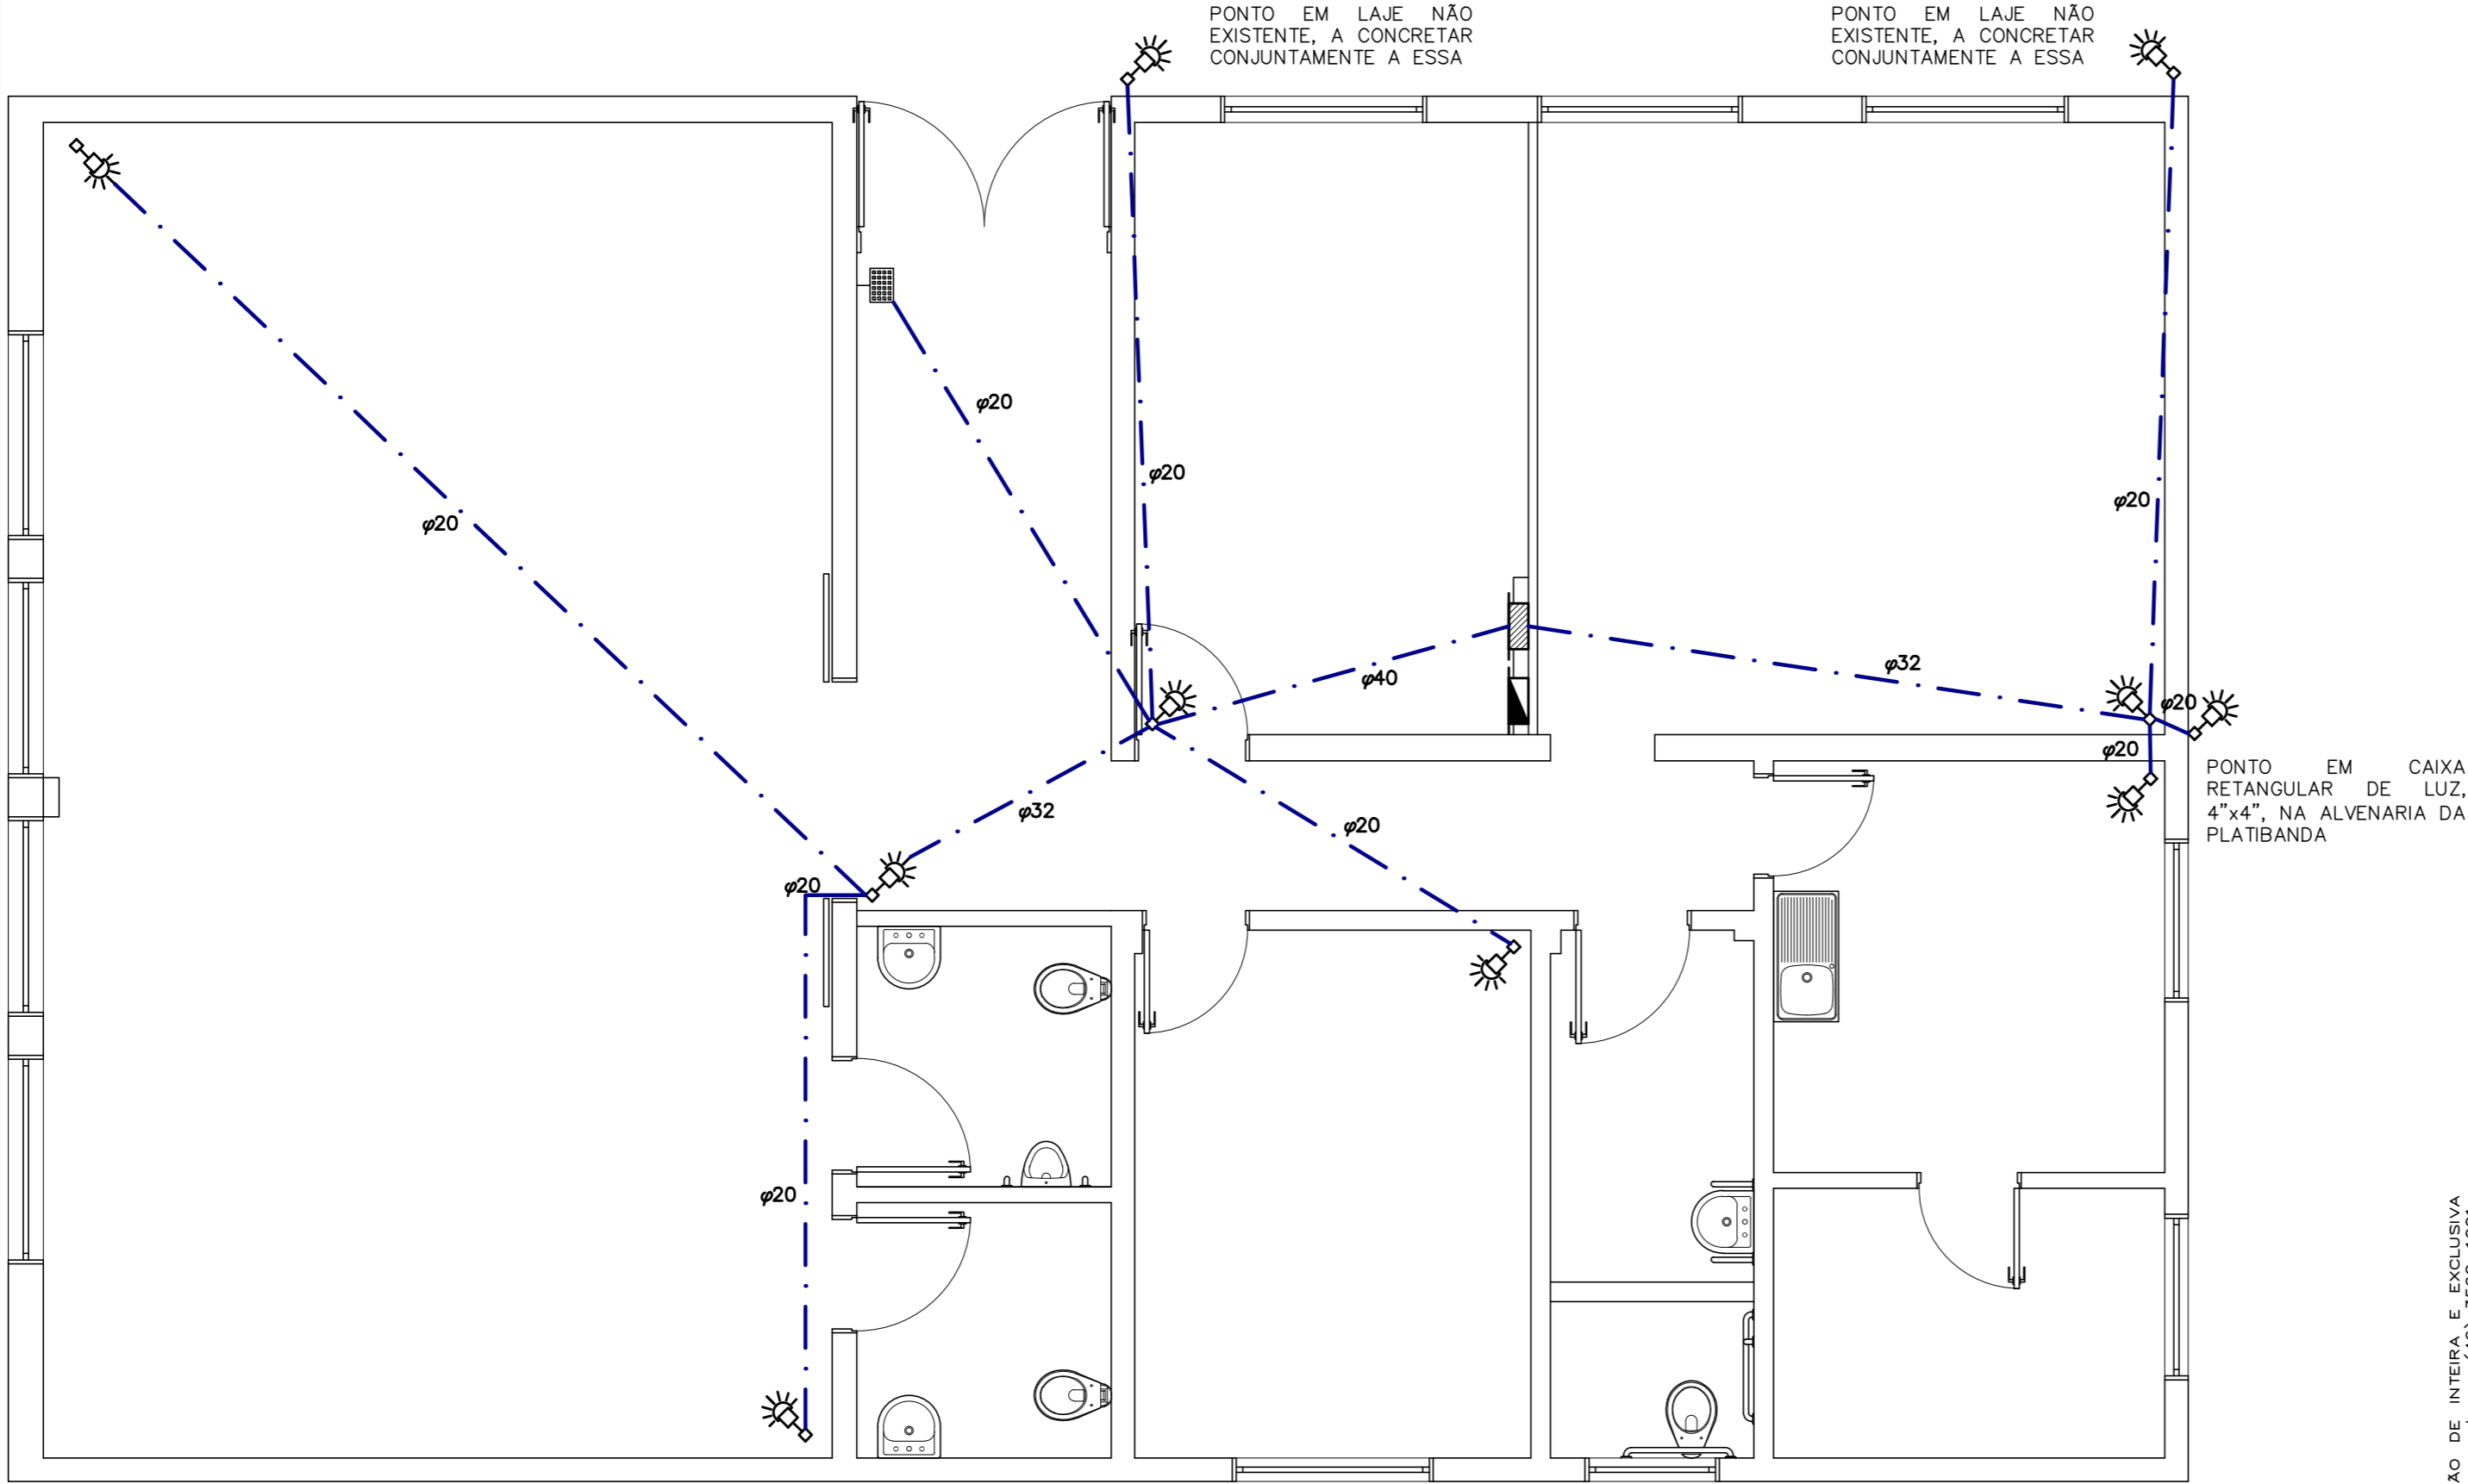 PONTO EM LAJE NÃO
EXISTENTE, A CONCRETAR
CONJUNTAMENTE A ESSA
PONTO EM LAJE NÃO
EXISTENTE, A CONCRETAR
CONJUNTAMENTE A ESSA
φ20
φ20
φ20
φ20
φ40
φ32
φ20
φ20
PONTO EM CAIXA
RETANGULAR DE LUZ,
4”x4”, NA ALVENARIA DA
PLATIBANDA
φ32
φ20
φ20
φ20
ÃO DE INTEIRA E EXCLUSIVA